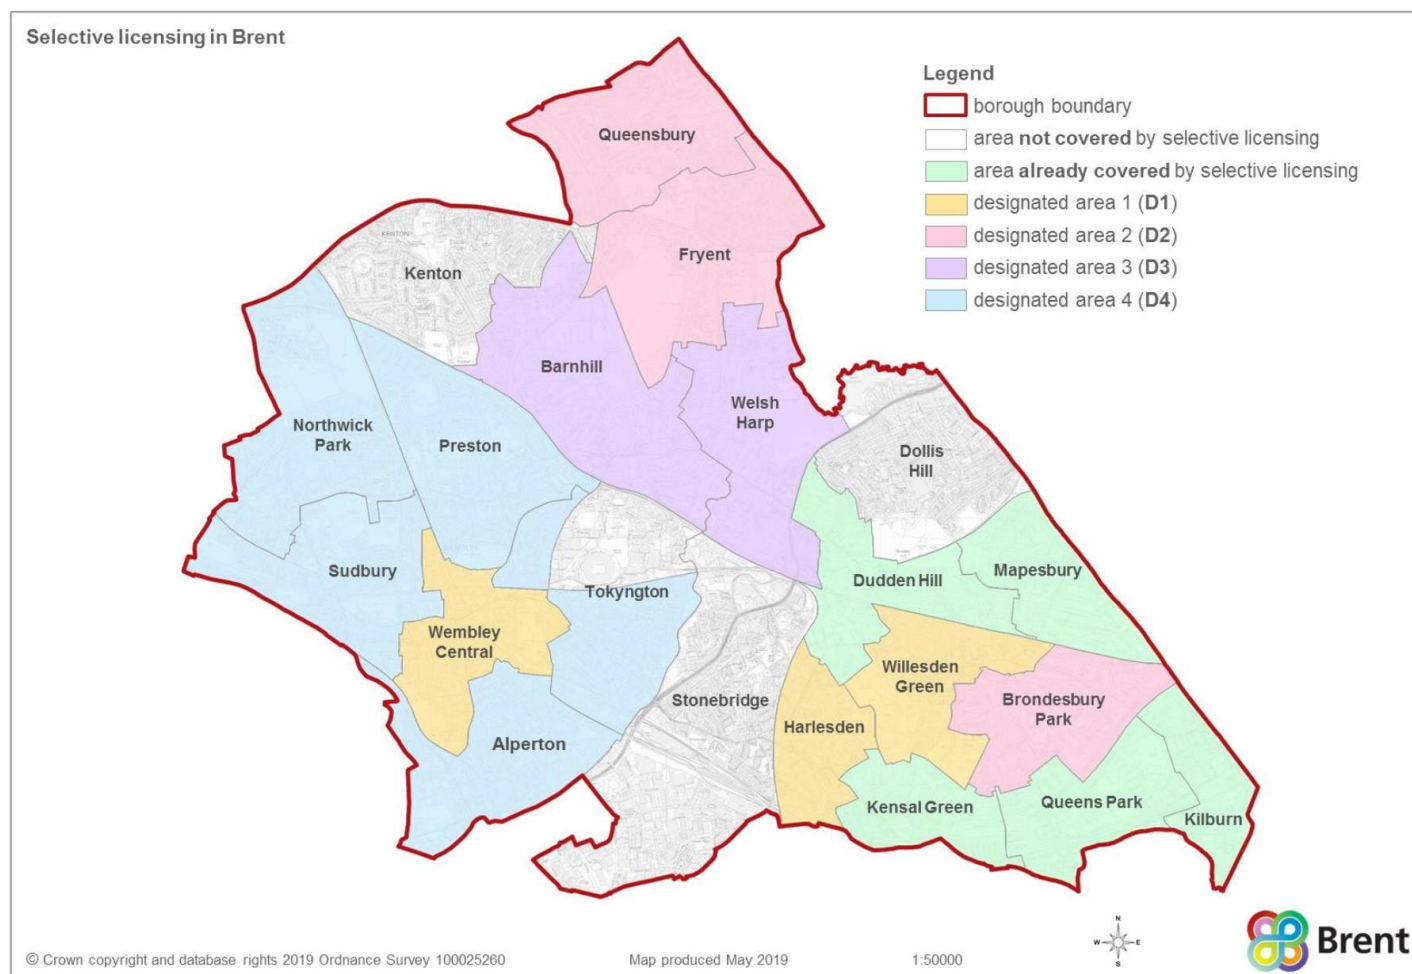 Selective licensing in Brent
Legend
borough boundary
area not covered by selective licensing
area already covered by selective licensing
designated area 1 (D1)
designated area 2 (D2)
designated area 3 (D3)
designated area 4 (D4)
Queensbury
Fryent
KENTON
Kenton
Barnhill
Welsh
Harp
Northwick
Park
Preston
Dollis
Hill
Sudbury
Tokyngton
Dudden Hill
Mapesbury
Wembley
Central
Willesden
Green
Brondesbury
Park
Stonebridge
Harlesden
Alperton
Kensal Green
Queens Park
Kilburn
N
W
E
S
Brent
© Crown copyright and database rights 2019 Ordnance Survey 100025260
Map produced May 2019
1:50000